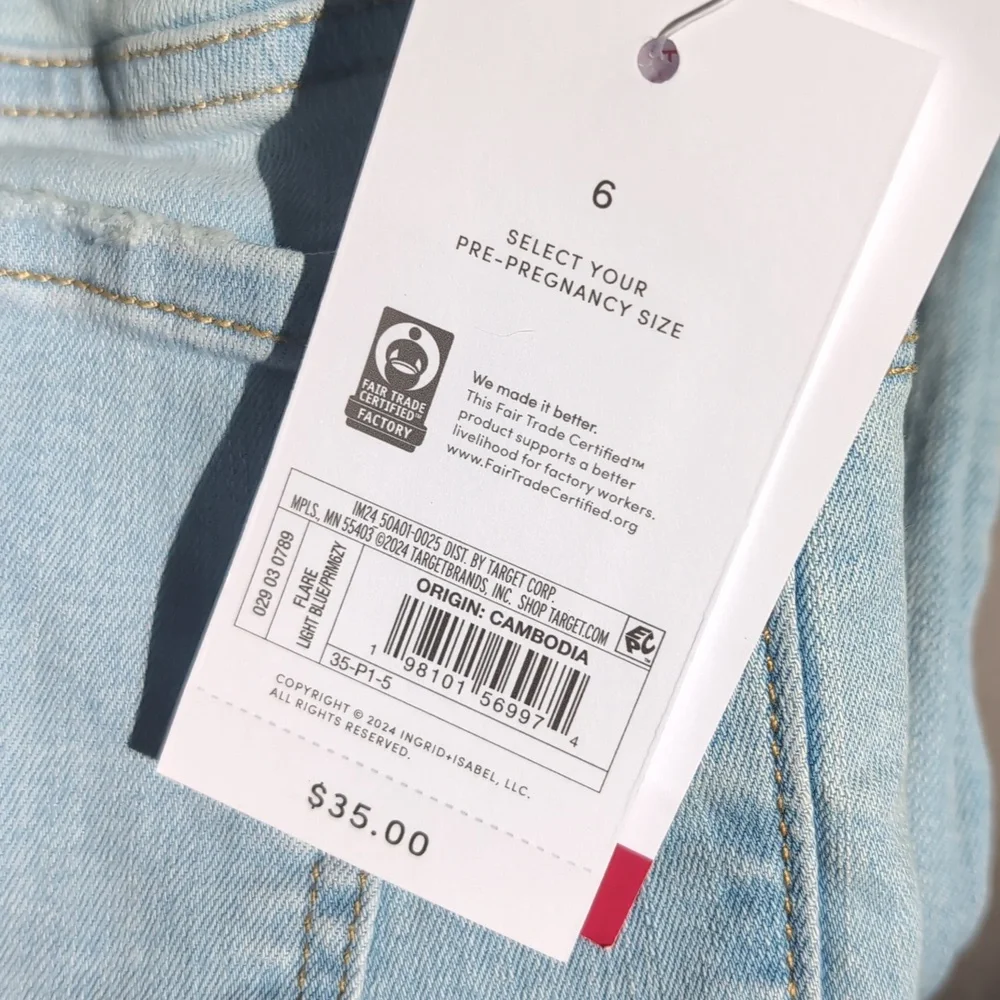 6
SELECT YOUR
PRE-PREGNANCY SIZE
FAIR TRADE
CERTIFIED™
FACTORY
We made it better.
This Fair Trade Certified™
product supports a better
livelihood for factory workers.
www.FairTradeCertified.org
IM24 50A01-0025 DIST. BY TARGET CORP.
MPLS, MN 55403 ©2024 TARGETBRANDS, INC. SHOP TARGET.COM
029 03 0789
FLARE
LIGHT BLUE/PRM6ZY
ORIGIN: CAMBODIA
EPC™
1 98101 56997 4
35-P1-5
COPYRIGHT © 2024 INGRID+ISABEL, LLC.
ALL RIGHTS RESERVED.
$35.00